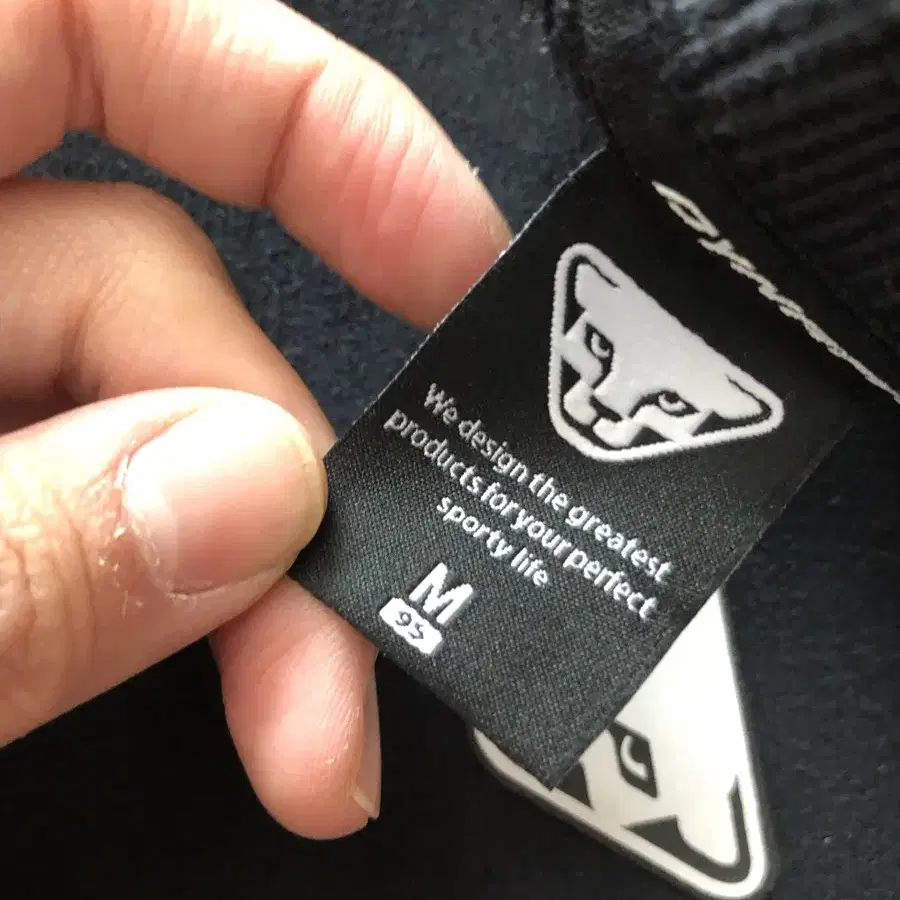 We design the greatest
products for your perfect
sporty life
M
95